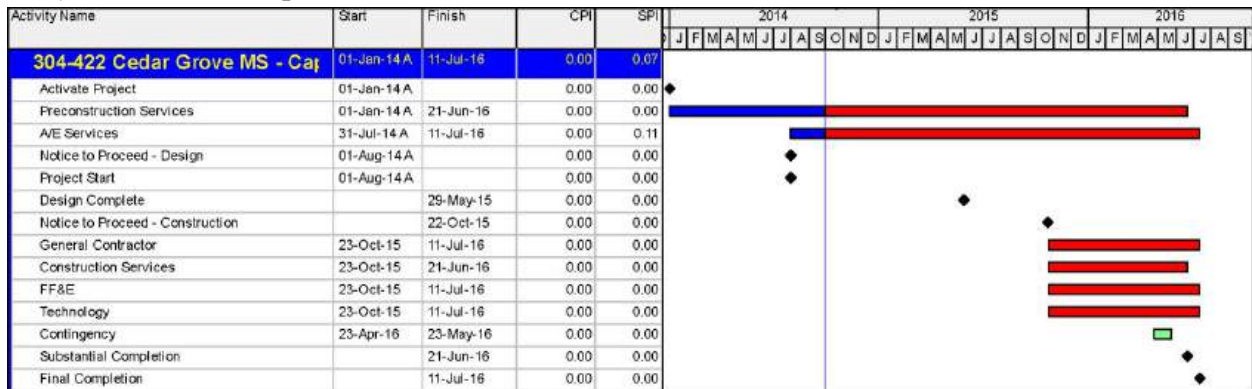 Activity Name Start Finish CPI SPI 2014 2015 2016
J F M A M J J A S O N D J F M A M J J A S O N D J F M A M J J A S
304-422 Cedar Grove MS - Cap 01-Jan-14 A 11-Jul-16 0.00 0.07
Activate Project 01-Jan-14 A 0.00 0.00
Preconstruction Services 01-Jan-14 A 21-Jun-16 0.00 0.00
A/E Services 31-Jul-14 A 11-Jul-16 0.00 0.11
Notice to Proceed - Design 01-Aug-14 A 0.00 0.00
Project Start 01-Aug-14 A 0.00 0.00
Design Complete 29-May-15 0.00 0.00
Notice to Proceed - Construction 22-Oct-15 0.00 0.00
General Contractor 23-Oct-15 11-Jul-16 0.00 0.00
Construction Services 23-Oct-15 21-Jun-16 0.00 0.00
FF&E 23-Oct-15 11-Jul-16 0.00 0.00
Technology 23-Oct-15 11-Jul-16 0.00 0.00
Contingency 23-Apr-16 23-May-16 0.00 0.00
Substantial Completion 21-Jun-16 0.00 0.00
Final Completion 11-Jul-16 0.00 0.00